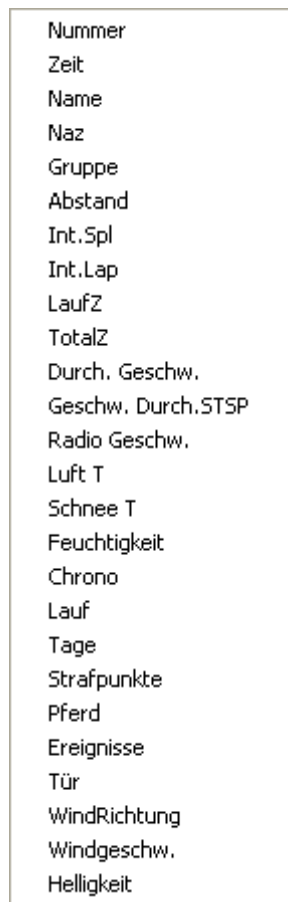 Nummer
Zeit
Name
Naz
Gruppe
Abstand
Int.Spl
Int.Lap
LaufZ
TotalZ
Durch. Geschw.
Geschw. Durch.STSP
Radio Geschw.
Luft T
Schnee T
Feuchtigkeit
Chrono
Lauf
Tage
Strafpunkte
Pferd
Ereignisse
Tür
WindRichtung
Windgeschw.
Helligkeit